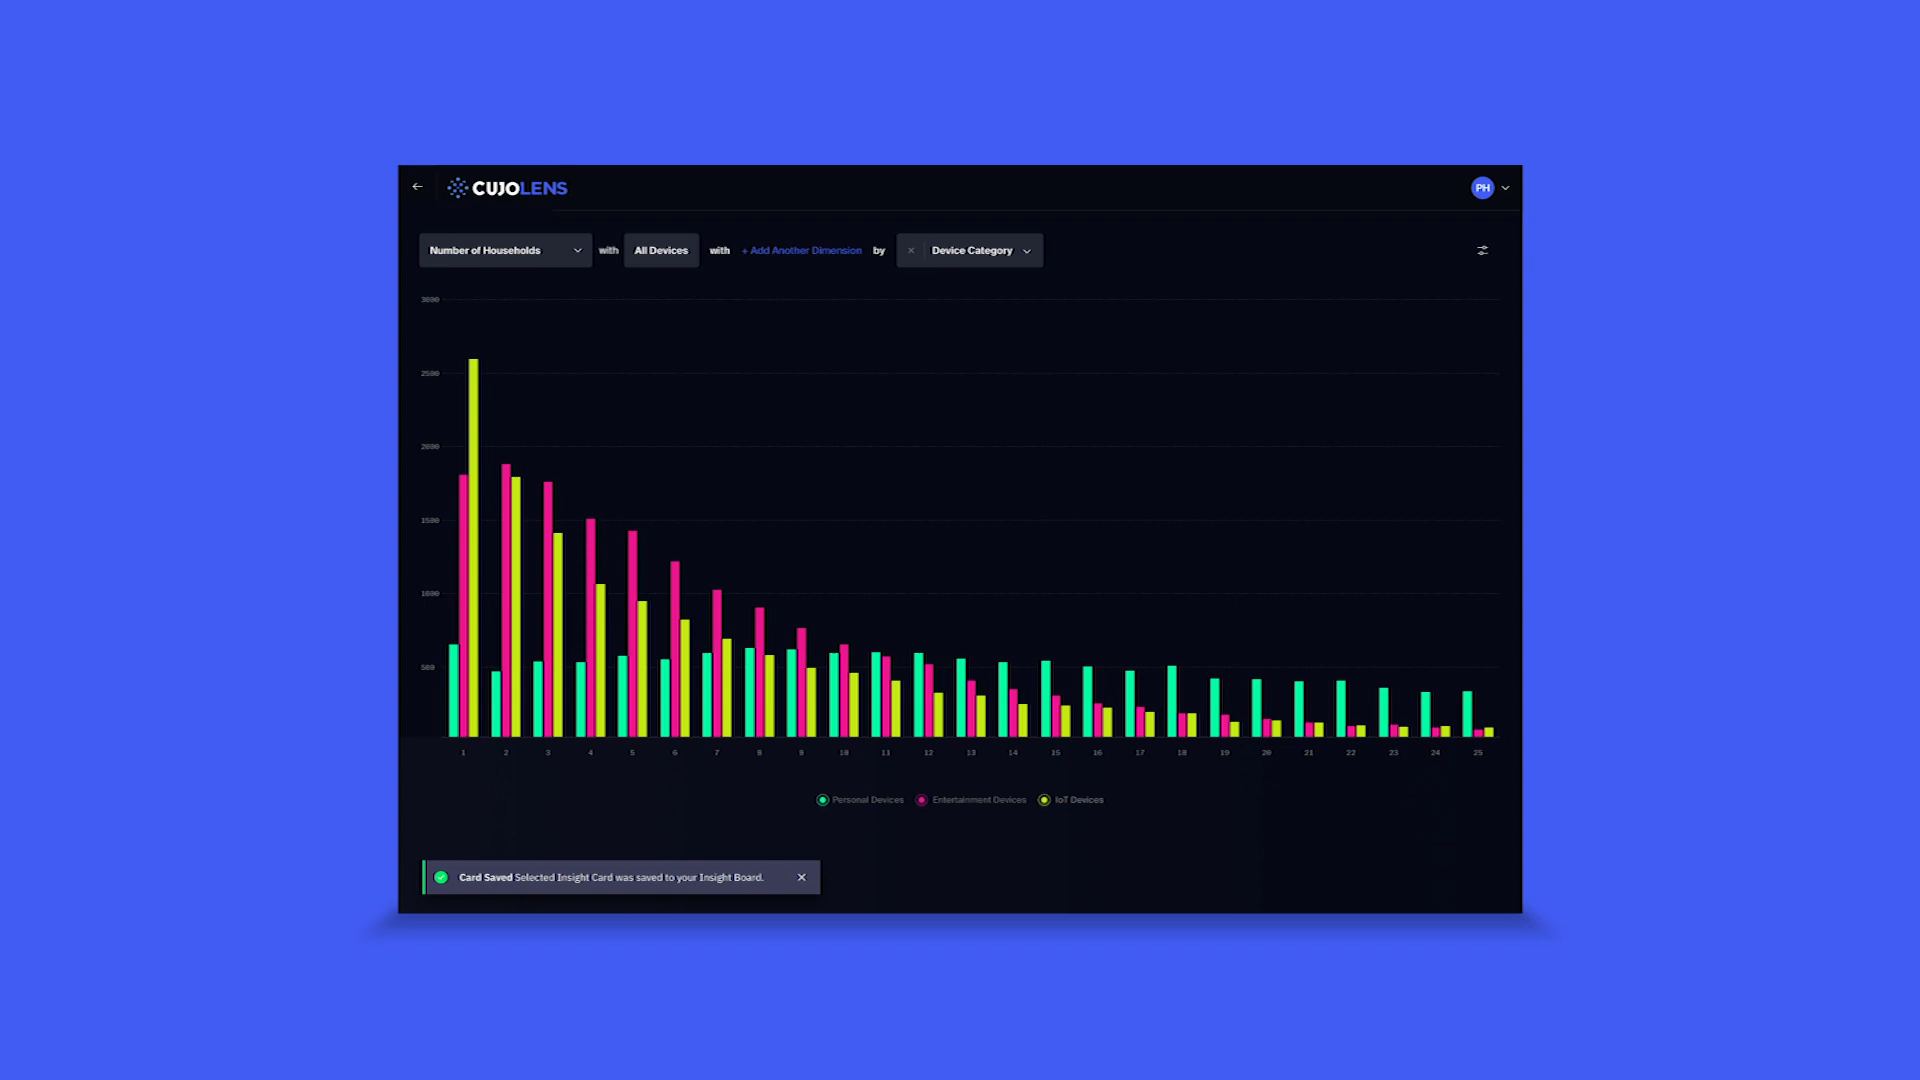 CUJOLENS
PH
Number of Households with All Devices with + Add Another Dimension by × Device Category
3000
2500
2000
1500
1000
500
1 2 3 4 5 6 7 8 9 10 11 12 13 14 15 16 17 18 19 20 21 22 23 24 25
Personal Devices Entertainment Devices IoT Devices
Card Saved Selected Insight Card was saved to your Insight Board.